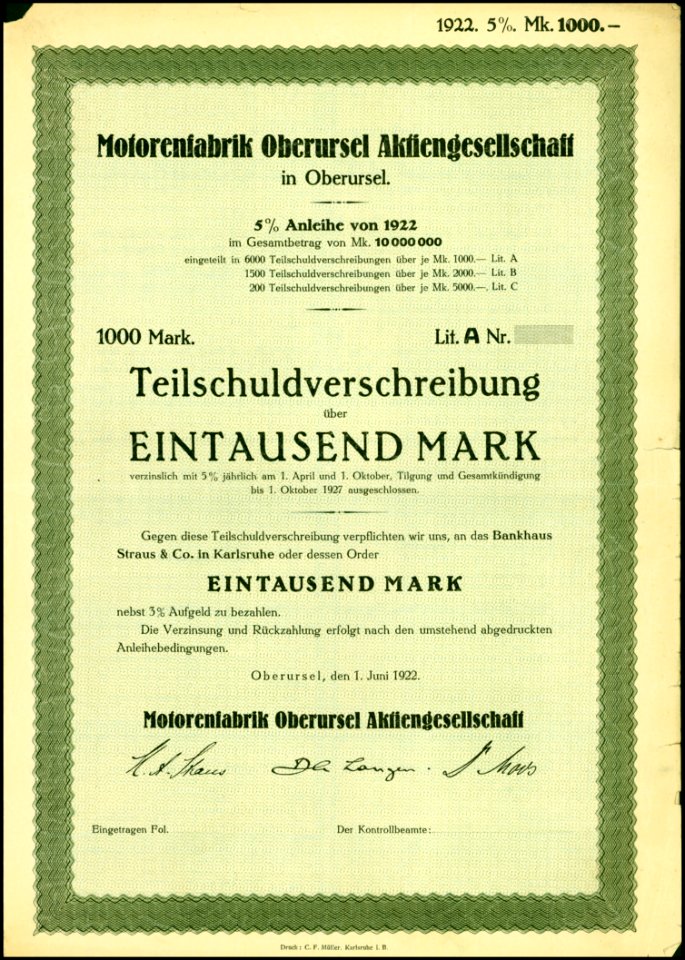 1922. 5%. Mk. 1000.–
Motorenfabrik Oberursel Aktiengesellschaft
in Oberursel.
5% Anleihe von 1922
im Gesamtbetrag von Mk. 10 000 000
eingeteilt in 6000 Teilschuldverschreibungen über je Mk. 1000.— Lit. A
1500 Teilschuldverschreibungen über je Mk. 2000.— Lit. B
200 Teilschuldverschreibungen über je Mk. 5000.—. Lit. C
1000 Mark. Lit. A Nr.
Teilschuldverschreibung
über
EINTAUSEND MARK
verzinslich mit 5% jährlich am 1. April und 1. Oktober, Tilgung und Gesamtkündigung
bis 1. Oktober 1927 ausgeschlossen.
Gegen diese Teilschuldverschreibung verpflichten wir uns, an das Bankhaus
Straus & Co. in Karlsruhe oder dessen Order
EINTAUSEND MARK
nebst 3% Aufgeld zu bezahlen.
Die Verzinsung und Rückzahlung erfolgt nach den umstehend abgedruckten
Anleihebedingungen.
Oberursel, den 1. Juni 1922.
Motorenfabrik Oberursel Aktiengesellschaft
Eingetragen Fol. Der Kontrollbeamte:
Druck: C. F. Müller, Karlsruhe i. B.